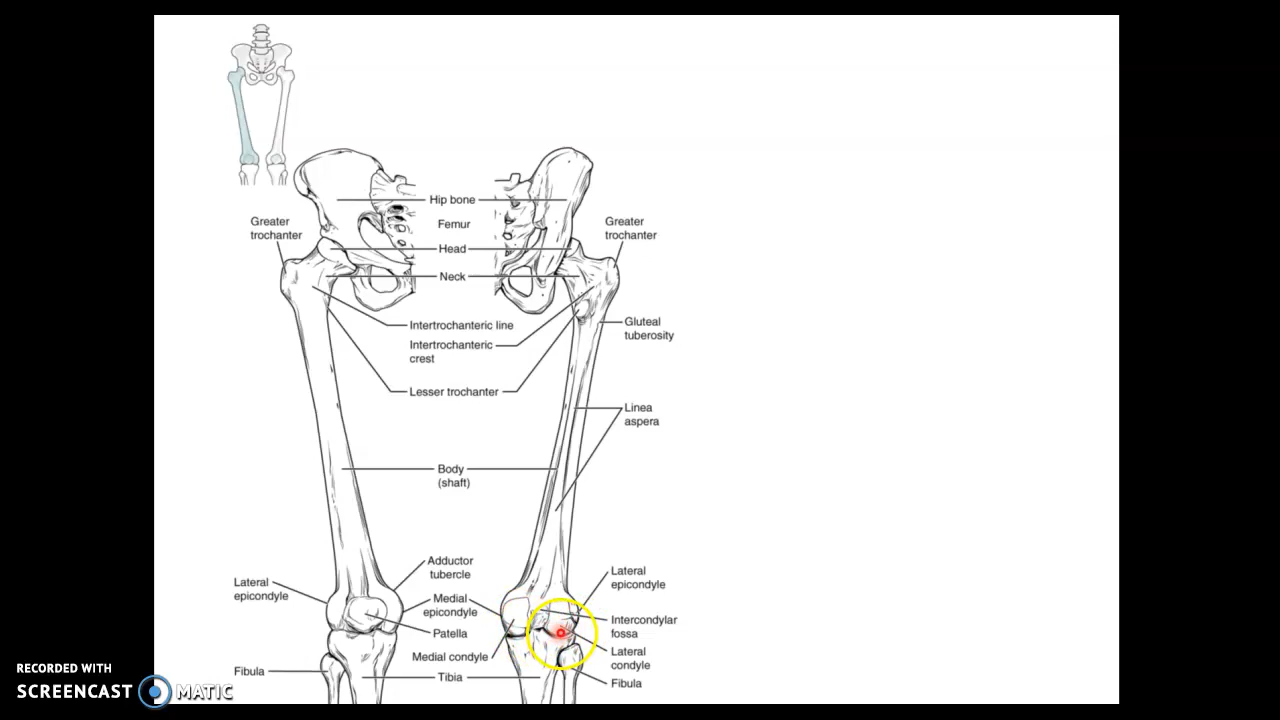 Hip bone
Greater
trochanter
Femur
Greater
trochanter
Head
Neck
Intertrochanteric line
Gluteal
tuberosity
Intertrochanteric
crest
Lesser trochanter
Linea
aspera
Body
(shaft)
Adductor
tubercle
Lateral
epicondyle
Lateral
epicondyle
Medial
epicondyle
Intercondylar
fossa
Patella
Medial condyle
Lateral
condyle
Fibula
Tibia
Fibula
RECORDED WITH
SCREENCAST MATIC